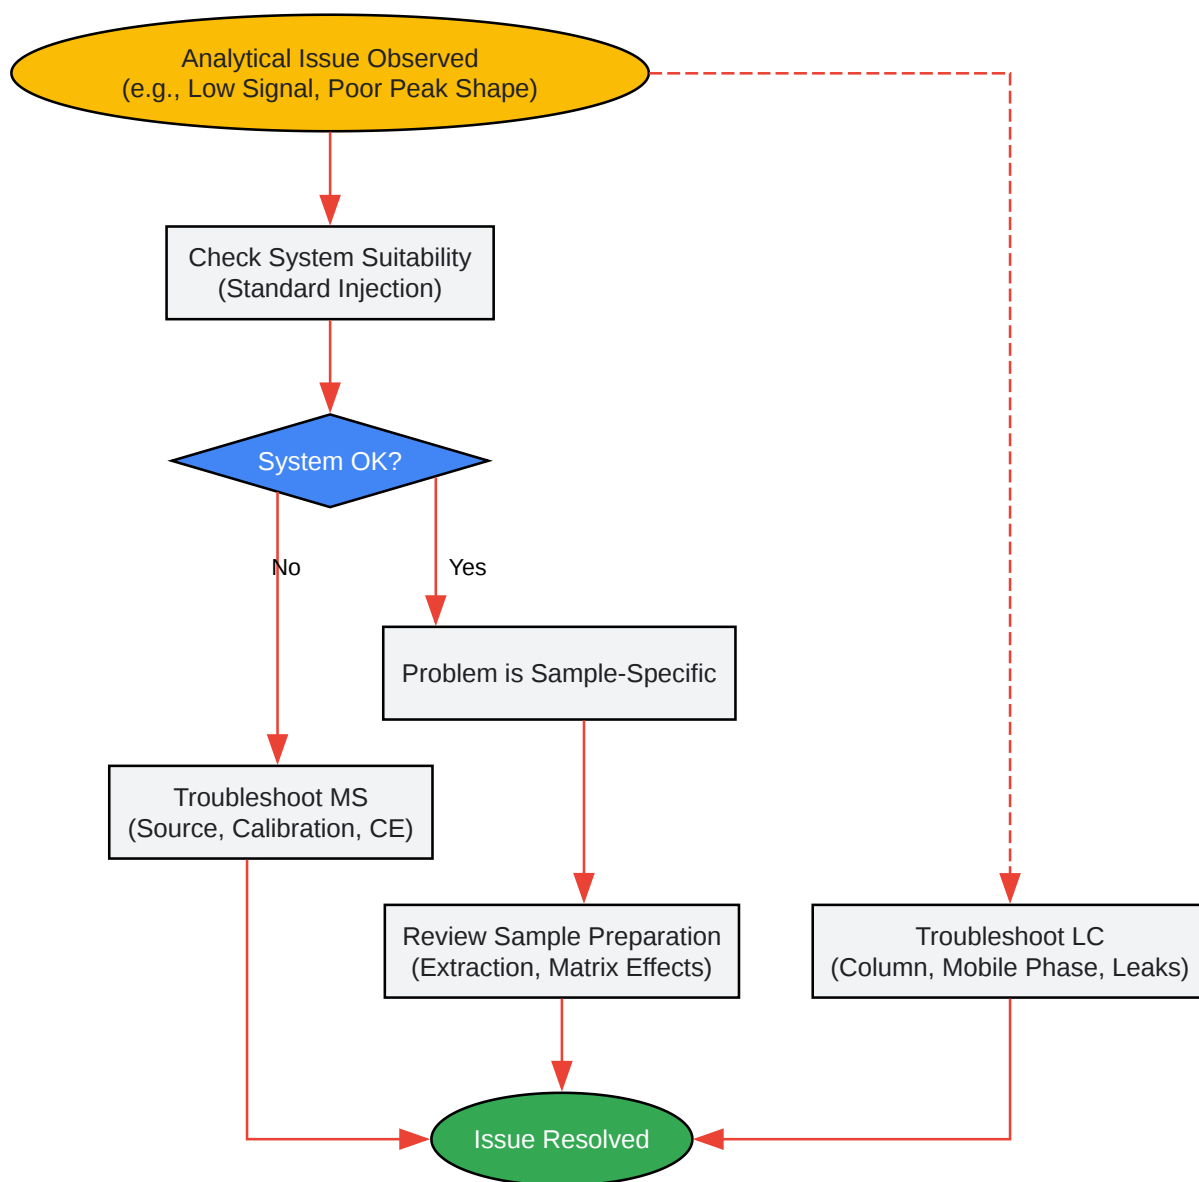 Analytical Issue Observed
(e.g., Low Signal, Poor Peak Shape)
Check System Suitability
(Standard Injection)
System OK?
No
Yes
Problem is Sample-Specific
Troubleshoot MS
(Source, Calibration, CE)
Review Sample Preparation
(Extraction, Matrix Effects)
Troubleshoot LC
(Column, Mobile Phase, Leaks)
Issue Resolved